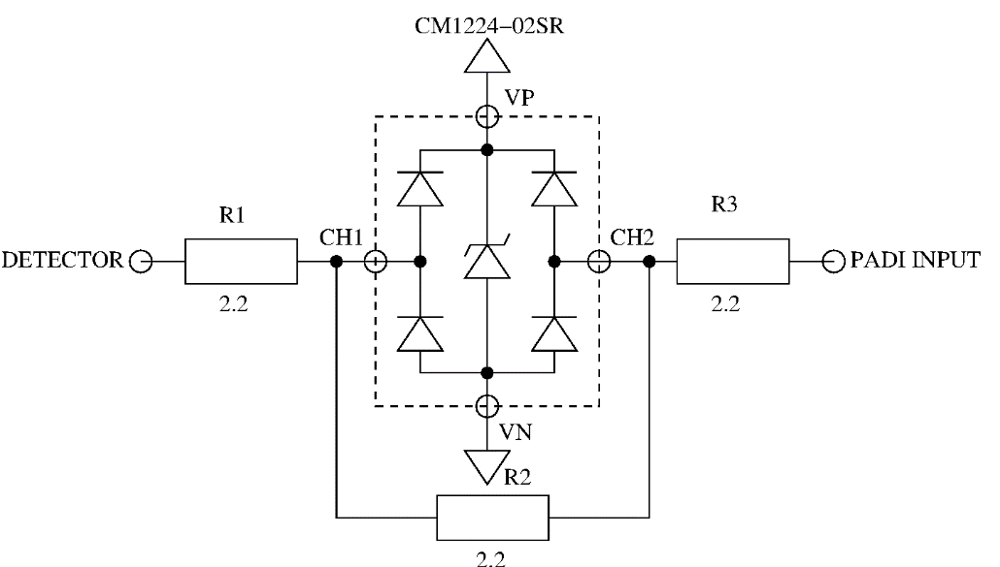 CM1224-02SR
VP
R1
R3
CH1
CH2
DETECTOR
PADI INPUT
2.2
2.2
VN
R2
2.2